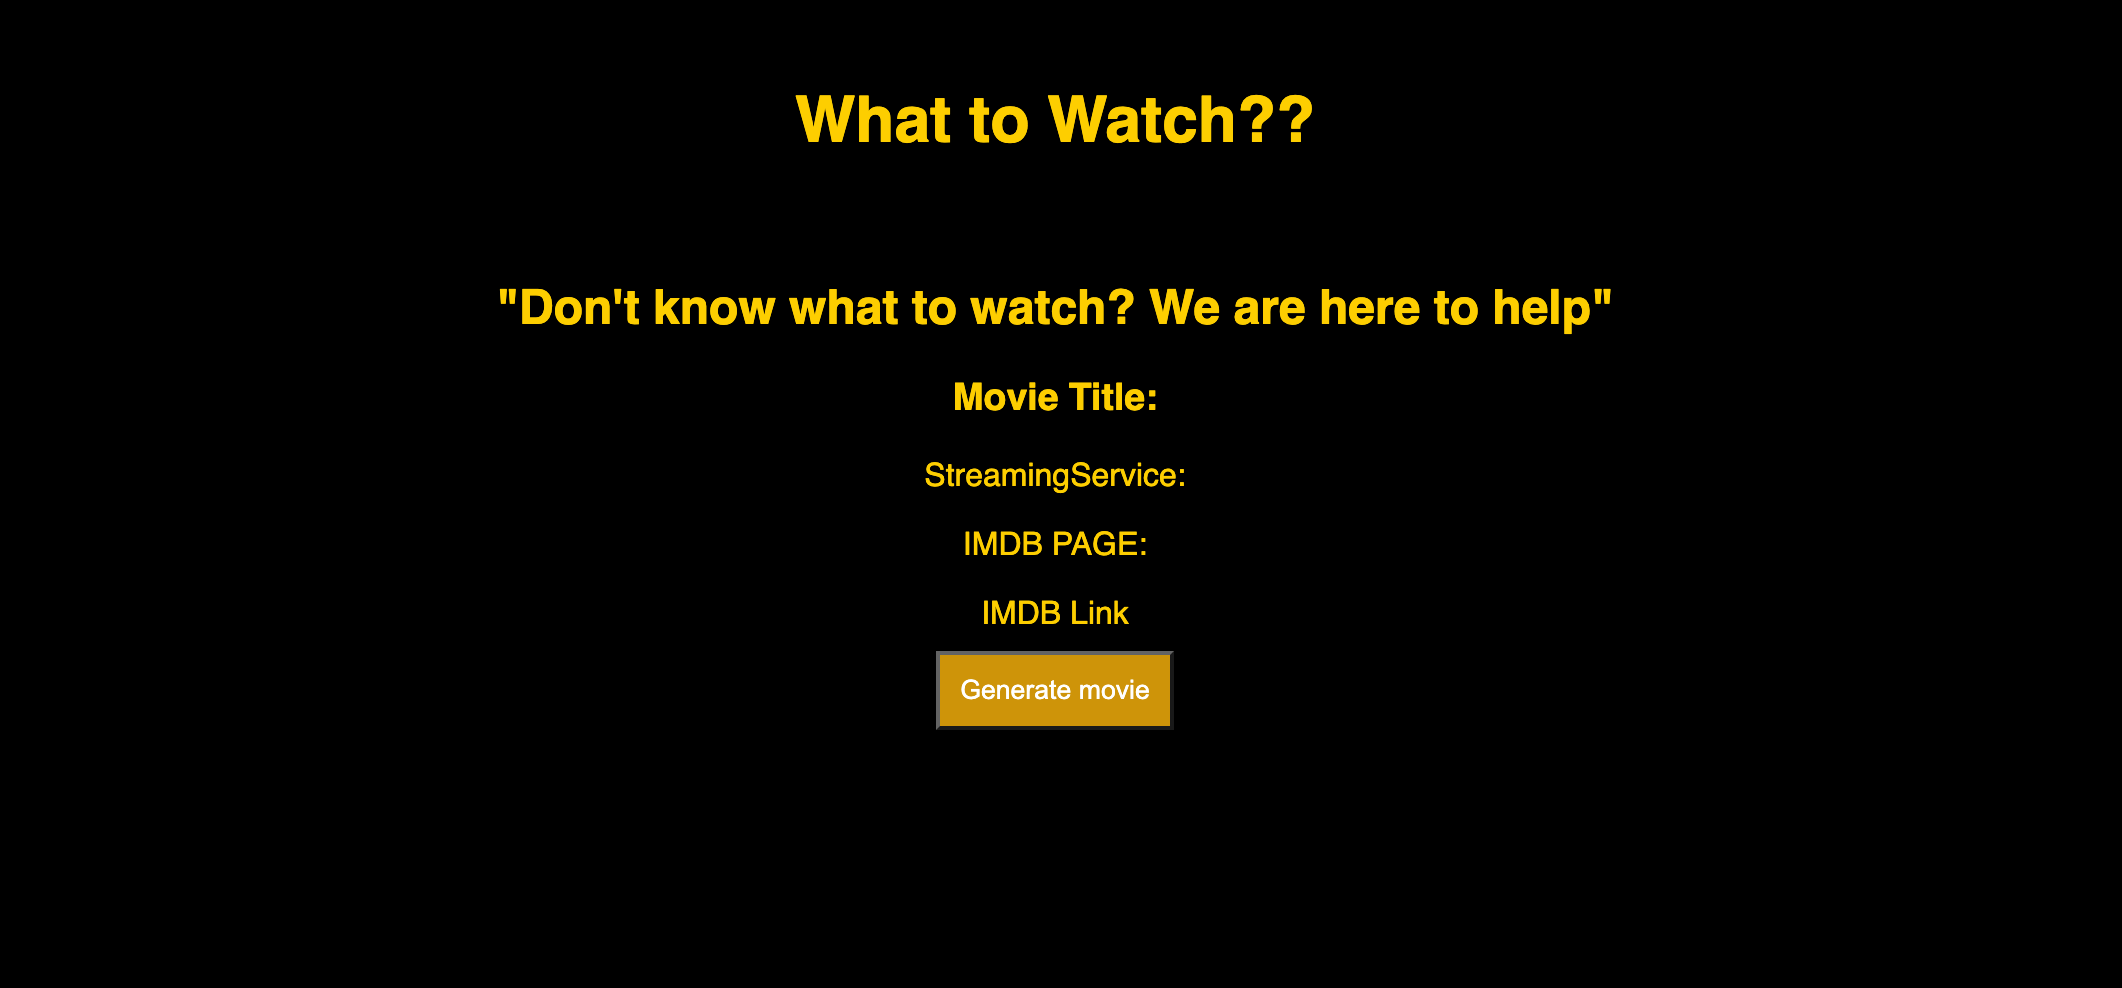 What to Watch??
"Don't know what to watch? We are here to help"
Movie Title:
StreamingService:
IMDB PAGE:
IMDB Link
Generate movie